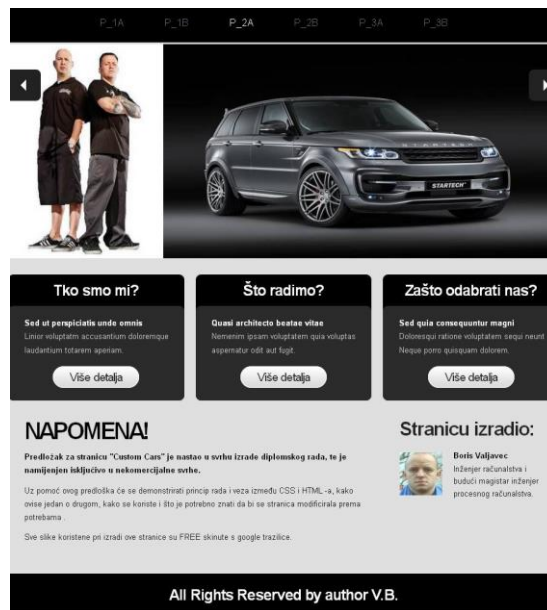 P_1A P_1B P_2A P_2B P_3A P_3B
STARTECH
STARTECH
Tko smo mi?
Sed ut perspiciatis unde omnis
Linior voluptatm accusantium doloremque
laudantium totarem aperiam.
Više detalja
Što radimo?
Quasi architecto beatae vitae
Nemenim ipsam voluptatem quia voluptas
aspernatur odit aut fugit.
Više detalja
Zašto odabrati nas?
Sed quia consequuntur magni
Doloresqui ratione voluptatem sequi neunt
Neque porro quisquam dolorem.
Više detalja
NAPOMENA!
Predložak za stranicu "Custom Cars" je nastao u svrhu izrade diplomskog rada, te je
namijenjen isključivo u nekomercijalne svrhe.
Uz pomoć ovog predloška će se demonstrirati princip rada i veza između CSS i HTML -a, kako
ovise jedan o drugom, kako se koriste i što je potrebno znati da bi se stranica modificirala prema
potrebama .
Sve slike koristene pri izradi ove stranice su FREE skinute s google trazilice.
Stranicu izradio:
Boris Valjavec
Inženjer računalstva i
budući magistar inženjer
procesnog računalstva.
All Rights Reserved by author V.B.